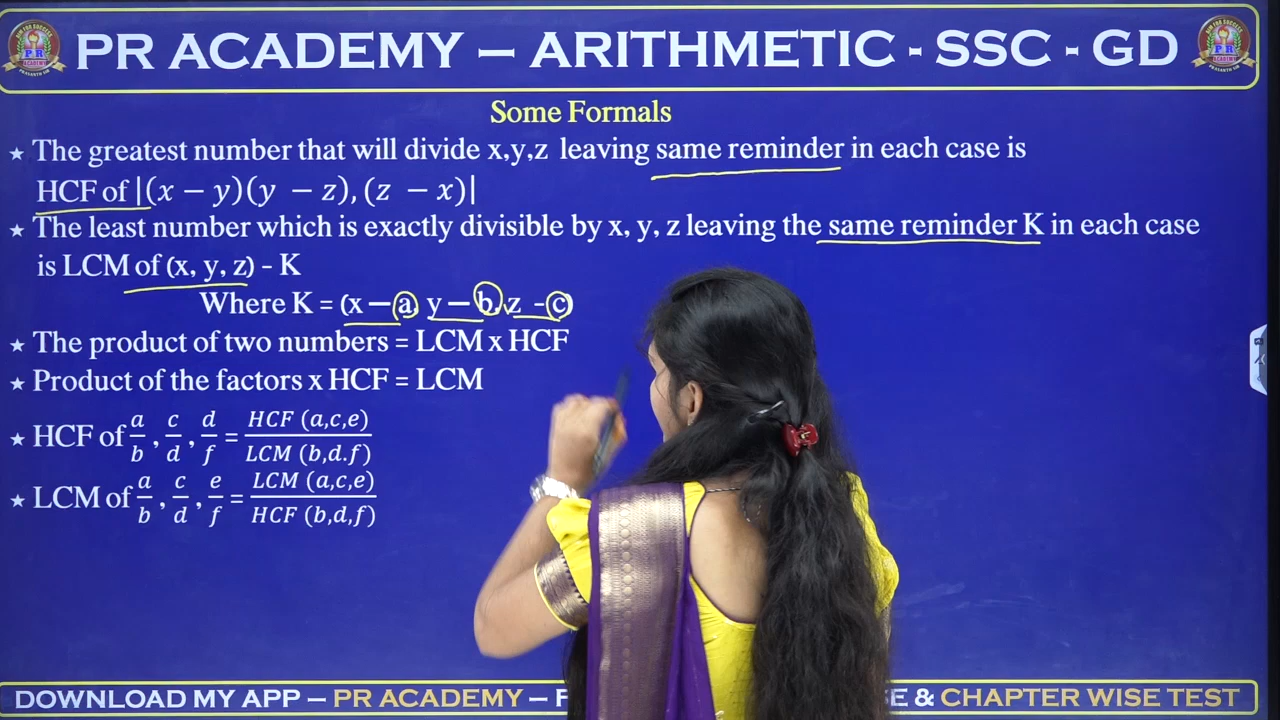 PR ACADEMY — ARITHMETIC - SSC - GD
Some Formals
★ The greatest number that will divide x,y,z leaving same reminder in each case is
HCF of |(x − y)(y − z), (z − x)|
★ The least number which is exactly divisible by x, y, z leaving the same reminder K in each case
is LCM of (x, y, z) - K
Where K = (x − a, y − b, z - c)
★ The product of two numbers = LCM x HCF
★ Product of the factors x HCF = LCM
★ HCF of a/b , c/d , d/f = HCF (a,c,e) / LCM (b,d.f)
★ LCM of a/b , c/d , e/f = LCM (a,c,e) / HCF (b,d,f)
DOWNLOAD MY APP – PR ACADEMY – & CHAPTER WISE TEST